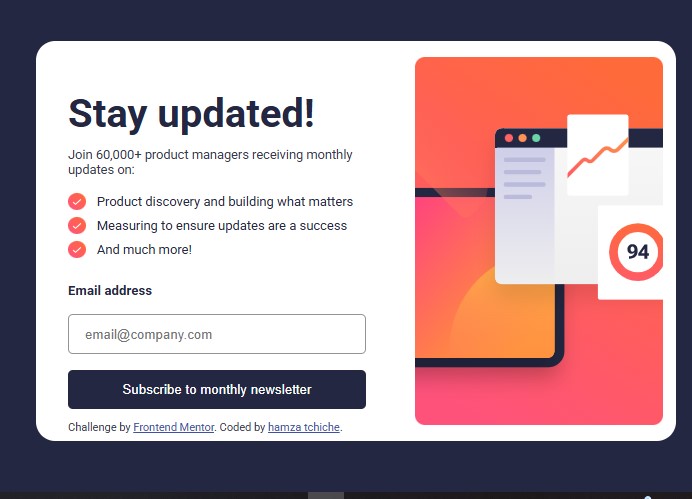 Stay updated!
Join 60,000+ product managers receiving monthly
updates on:
Product discovery and building what matters
Measuring to ensure updates are a success
And much more!
Email address
email@company.com
Subscribe to monthly newsletter
Challenge by Frontend Mentor. Coded by hamza tchiche.
94